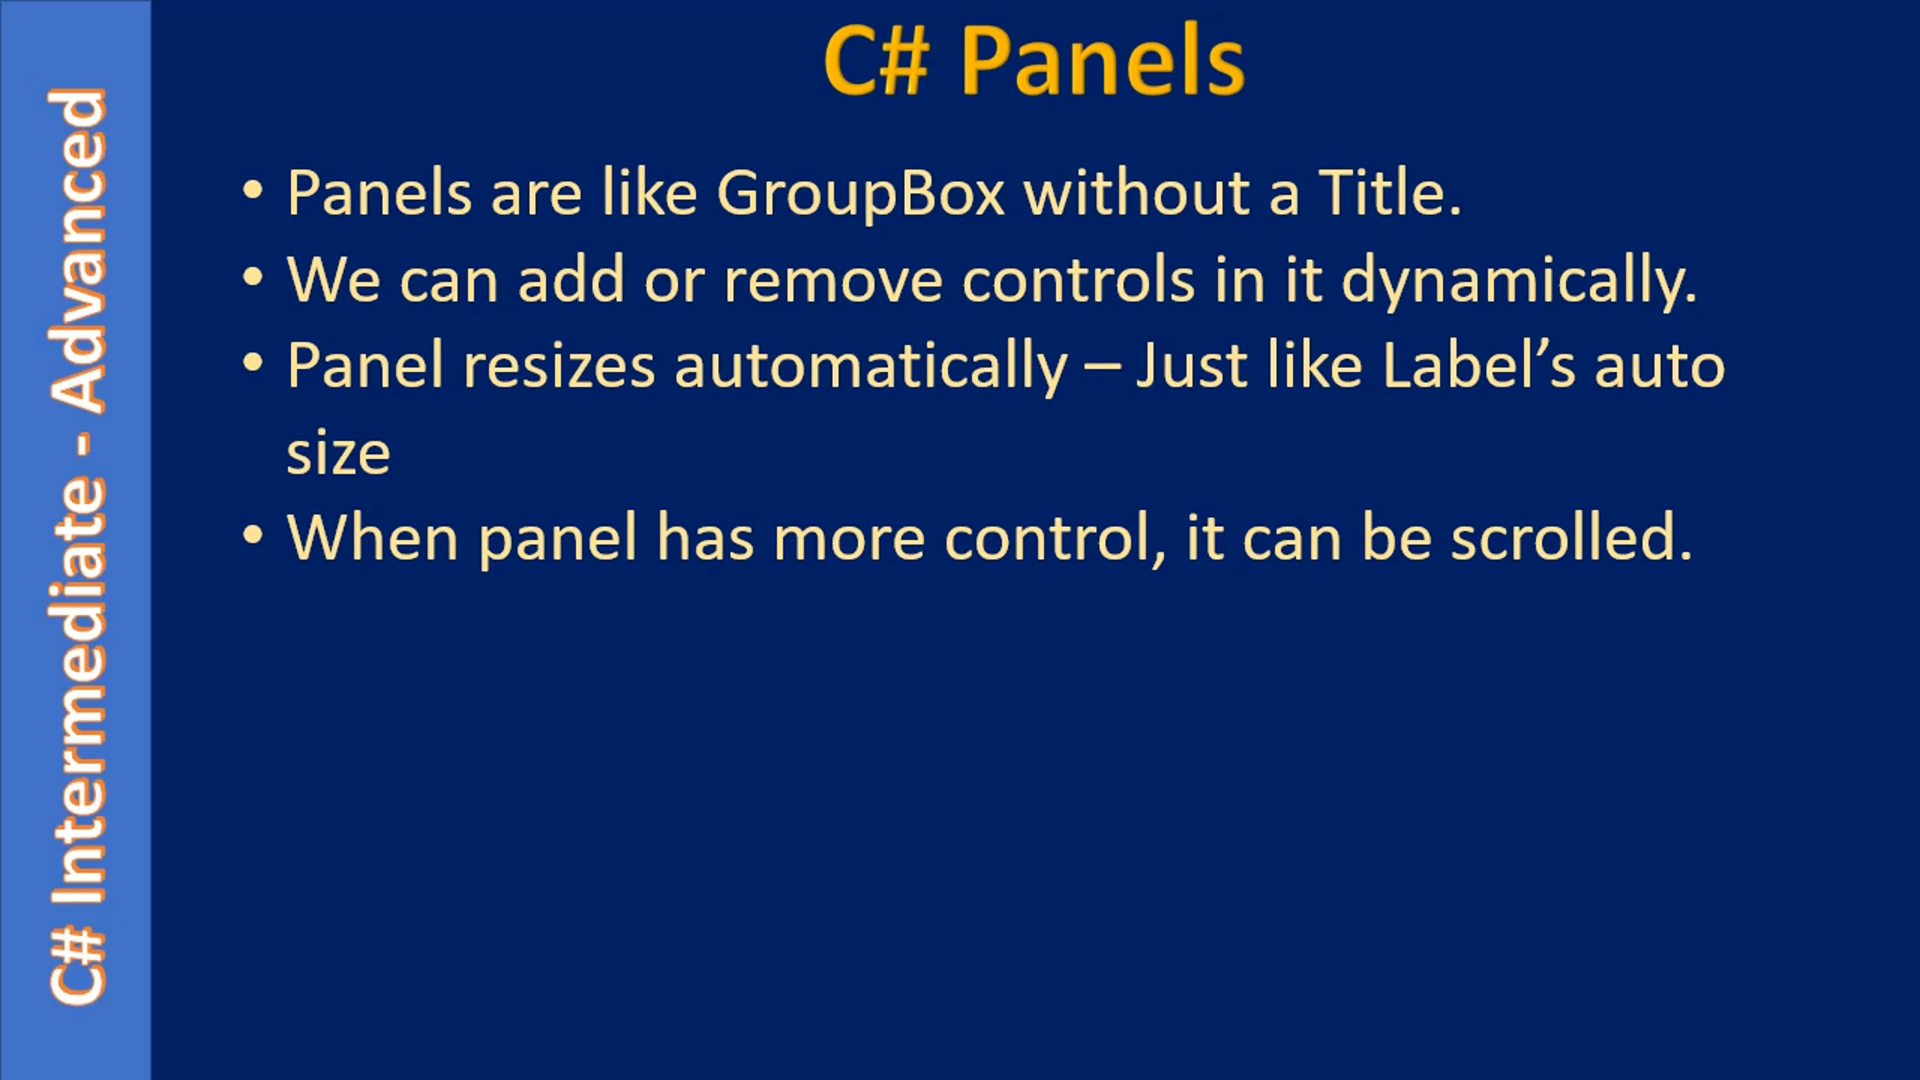 C# Panels
• Panels are like GroupBox without a Title.
• We can add or remove controls in it dynamically.
• Panel resizes automatically – Just like Label’s auto
size
• When panel has more control, it can be scrolled.
C# Intermediate - Advanced